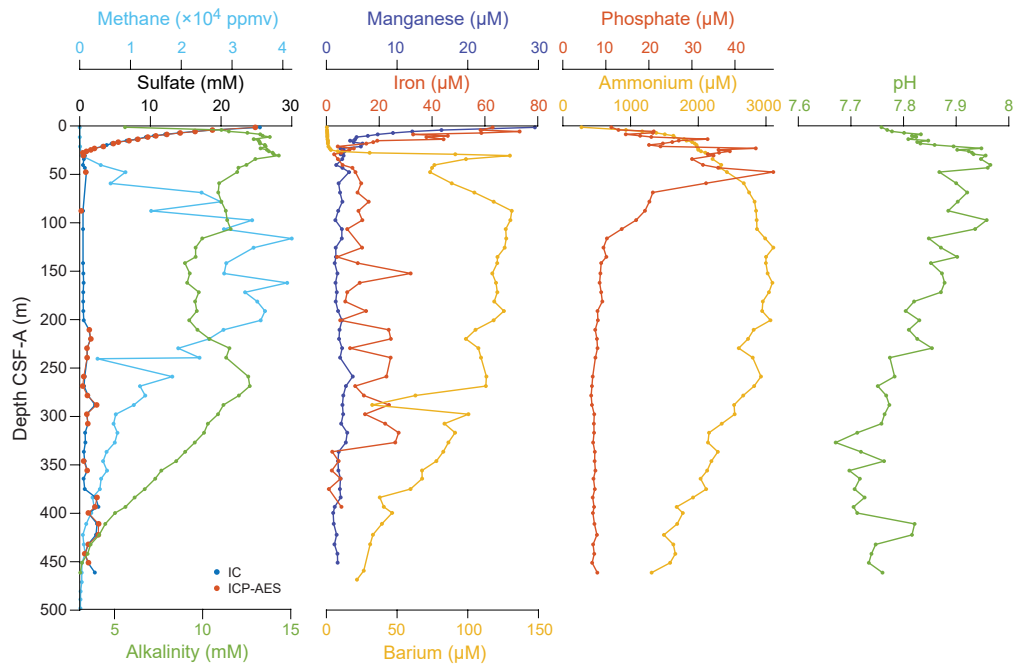 Methane (×10⁴ ppmv)
0 1 2 3 4
Sulfate (mM)
0 10 20 30
Manganese (µM)
0 10 20 30
Iron (µM)
0 20 40 60 80
Phosphate (µM)
0 10 20 30 40
Ammonium (µM)
0 1000 2000 3000
pH
7.6 7.7 7.8 7.9 8
Depth CSF-A (m)
0
50
100
150
200
250
300
350
400
450
500
IC
ICP-AES
5 10 15
Alkalinity (mM)
0 50 100 150
Barium (µM)